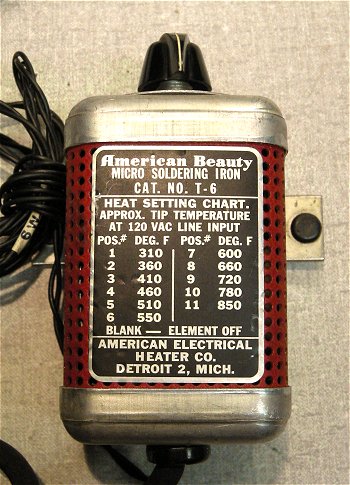 American Beauty
MICRO SOLDERING IRON
CAT. NO. T-6
HEAT SETTING CHART.
APPROX. TIP TEMPERATURE
AT 120 VAC LINE INPUT
POS.# DEG. F POS.# DEG. F
1 310 7 600
2 360 8 660
3 410 9 720
4 460 10 780
5 510 11 850
6 550
BLANK — ELEMENT OFF
AMERICAN ELECTRICAL
HEATER CO.
DETROIT 2, MICH.